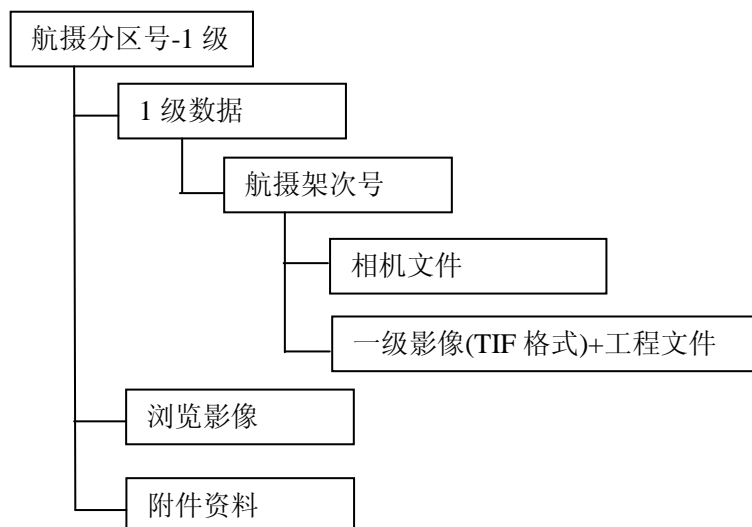 航摄分区号-1 级
1 级数据
航摄架次号
相机文件
一级影像(TIF 格式)+工程文件
浏览影像
附件资料